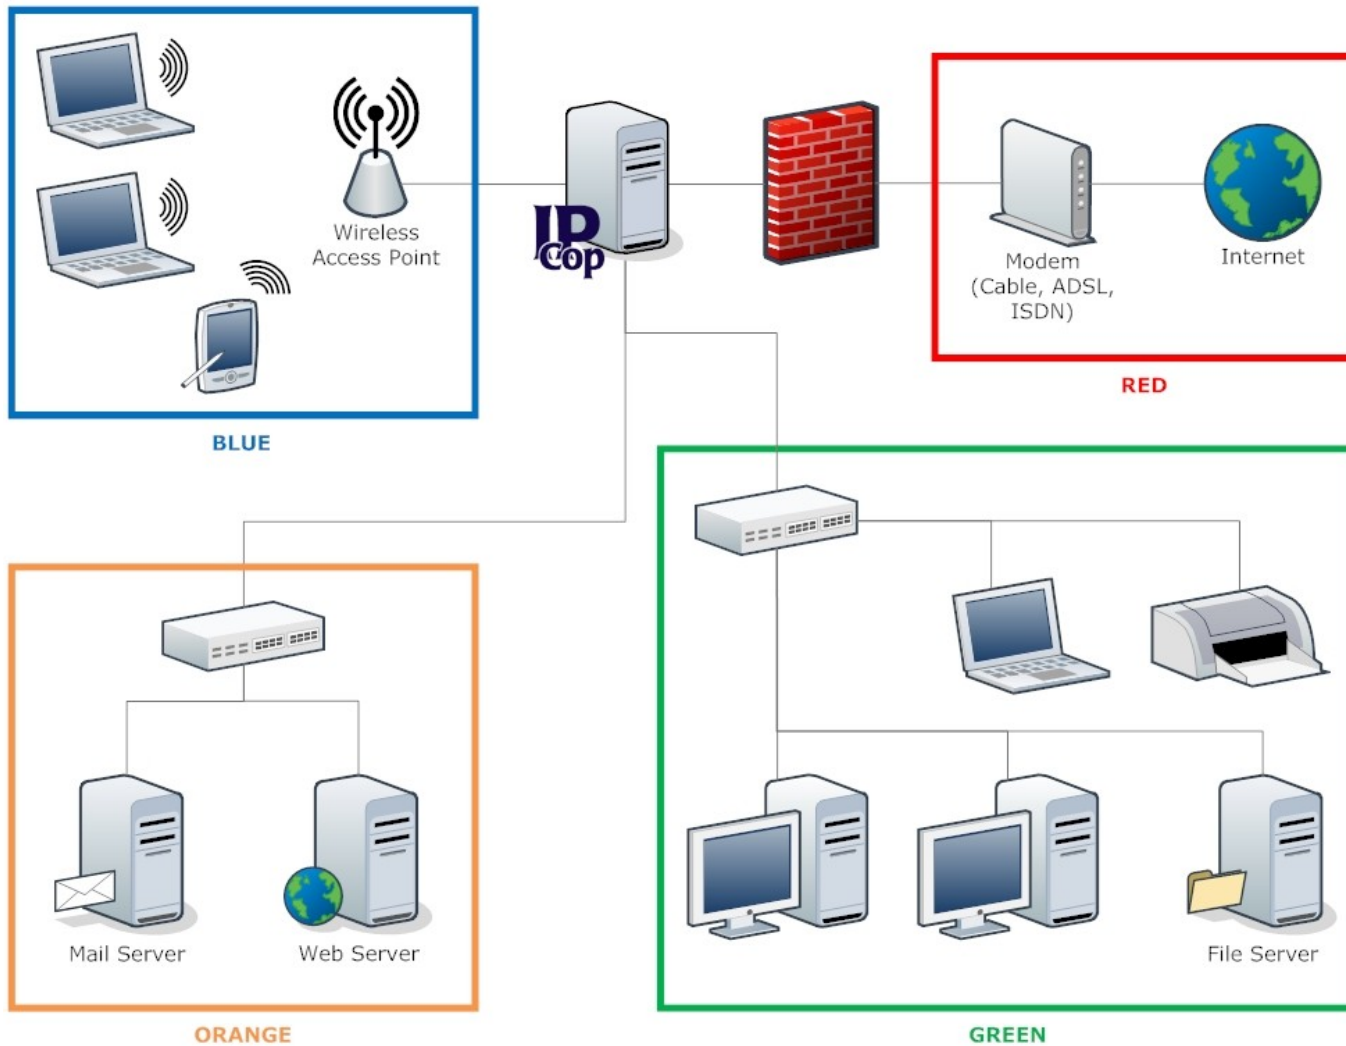 Wireless
Access Point
IP
Cop
Modem
(Cable, ADSL,
ISDN)
Internet
RED
BLUE
Mail Server
Web Server
File Server
ORANGE
GREEN